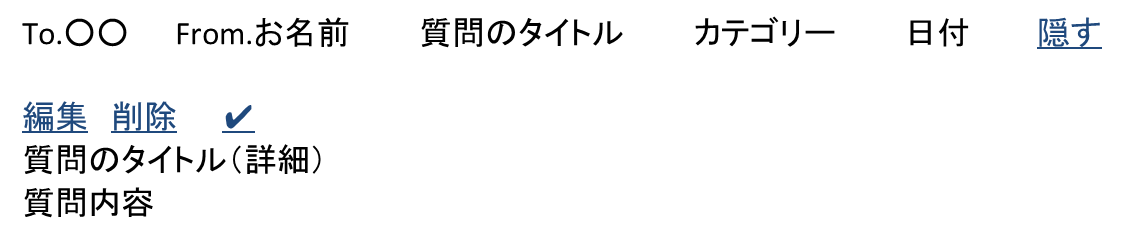 To.〇〇 From.お名前 質問のタイトル カテゴリー 日付 隠す
編集 削除 ✔
質問のタイトル（詳細）
質問内容